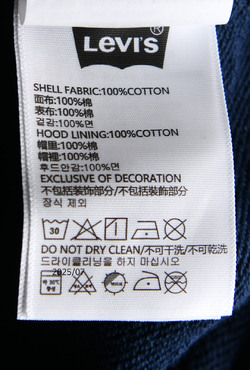 Levi's®
SHELL FABRIC:100%COTTON
面布:100%棉
表布:100%棉
겉감:100%면
HOOD LINING:100%COTTON
帽里:100%棉
帽裡:100%棉
후드안감:100%면
EXCLUSIVE OF DECORATION
不包括装饰部分/不包括裝飾部分
장식 제외
30
DO NOT DRY CLEAN/不可干洗/不可乾洗
드라이클리닝을 하지 마십시오
2025/07